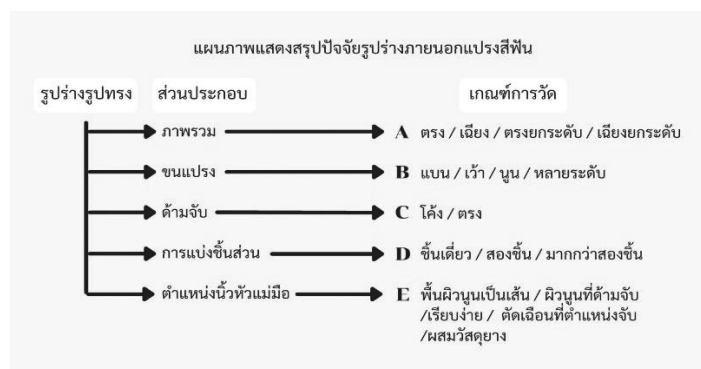 แผนภาพแสดงสรุปปัจจัยรูปร่างภายนอกแปรงสีฟัน
รูปร่างรูปทรง ส่วนประกอบ เกณฑ์การวัด
ภาพรวม A ตรง / เฉียง / ตรงยกระดับ / เฉียงยกระดับ
ขนแปรง B แบน / เว้า / นูน / หลายระดับ
ด้ามจับ C โค้ง / ตรง
การแบ่งชิ้นส่วน D ชิ้นเดี่ยว / สองชิ้น / มากกว่าสองชิ้น
ตำแหน่งนิ้วหัวแม่มือ E พื้นผิวนูนเป็นเส้น / ผิวนูนที่ด้ามจับ
/เรียบง่าย / ตัดเฉือนที่ตำแหน่งจับ
/ผสมวัสดุยาง